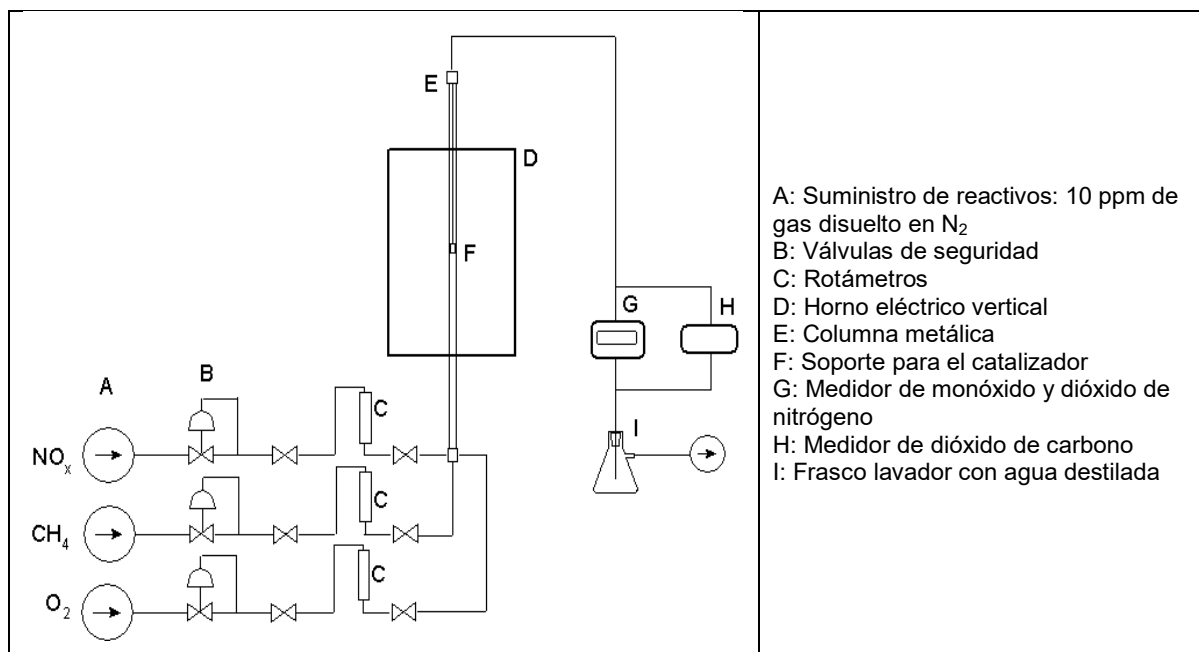 E
D
F
G
H
A
B
C
I
NOx
C
CH4
C
O2
A: Suministro de reactivos: 10 ppm de
gas disuelto en N2
B: Válvulas de seguridad
C: Rotámetros
D: Horno eléctrico vertical
E: Columna metálica
F: Soporte para el catalizador
G: Medidor de monóxido y dióxido de
nitrógeno
H: Medidor de dióxido de carbono
I: Frasco lavador con agua destilada